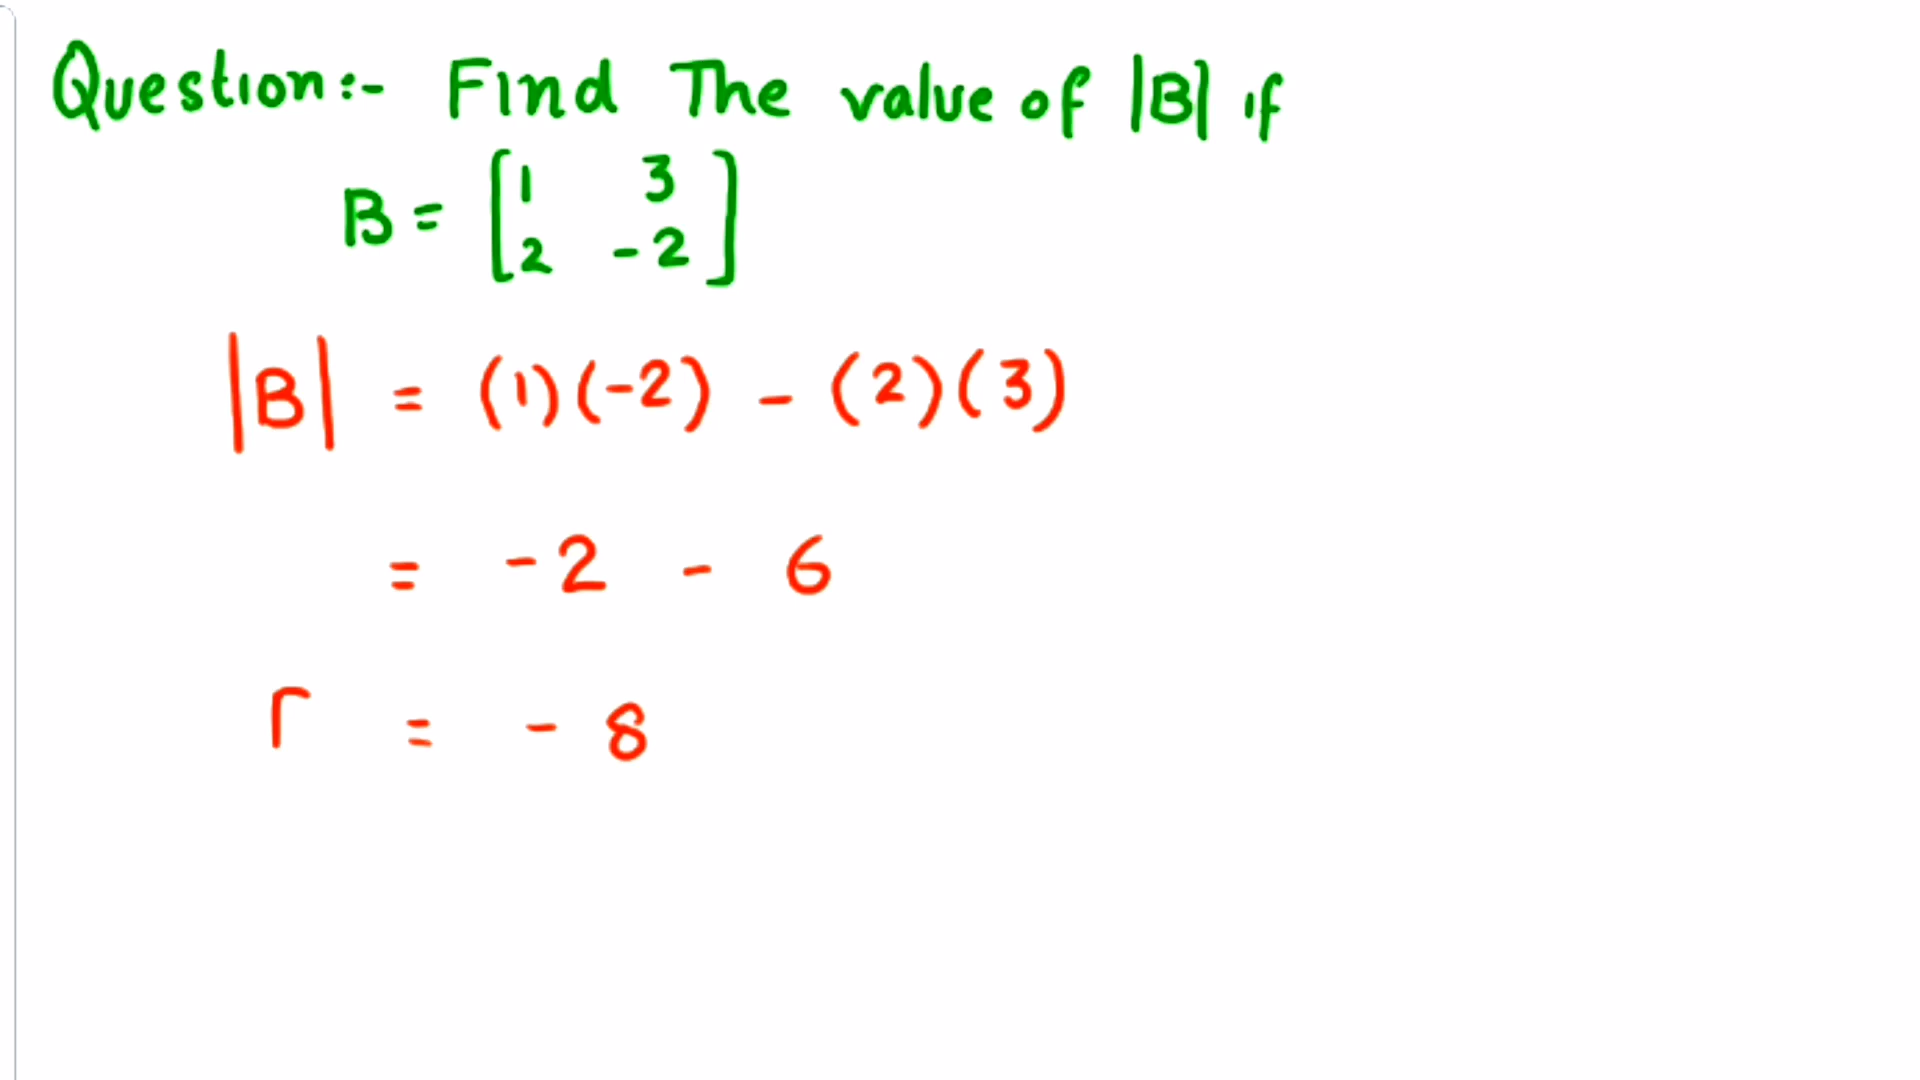 Question:- Find The value of |B| if
B = [1 3
2 -2]
|B| = (1)(-2) - (2)(3)
= -2 - 6
Γ = - 8